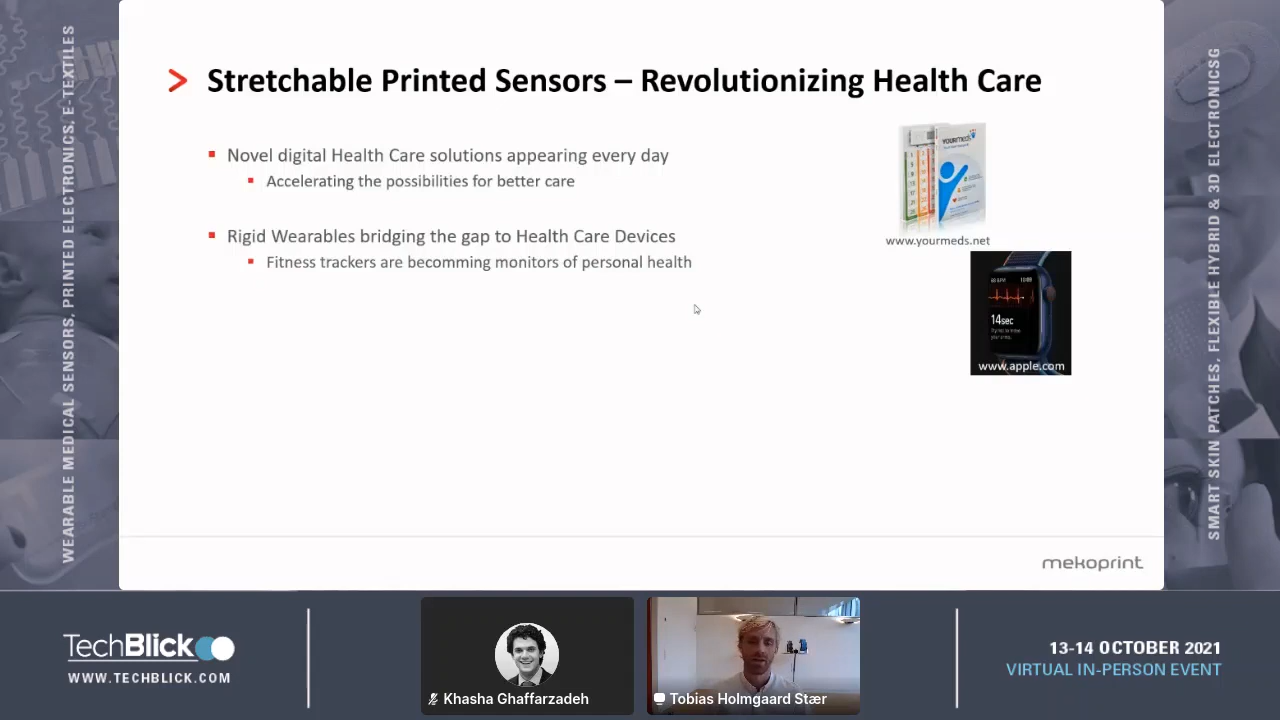 Stretchable Printed Sensors – Revolutionizing Health Care
Novel digital Health Care solutions appearing every day
Accelerating the possibilities for better care
Rigid Wearables bridging the gap to Health Care Devices
Fitness trackers are becomming monitors of personal health
yourmeds
www.yourmeds.net
14sec
www.apple.com
mekoprint
WEARABLE MEDICAL SENSORS, PRINTED ELECTRONICS, E-TEXTILES
SMART SKIN PATCHES, FLEXIBLE HYBRID & 3D ELECTRONICSG
TechBlick
WWW.TECHBLICK.COM
Khasha Ghaffarzadeh
Tobias Holmgaard Stær
13-14 OCTOBER 2021
VIRTUAL IN-PERSON EVENT